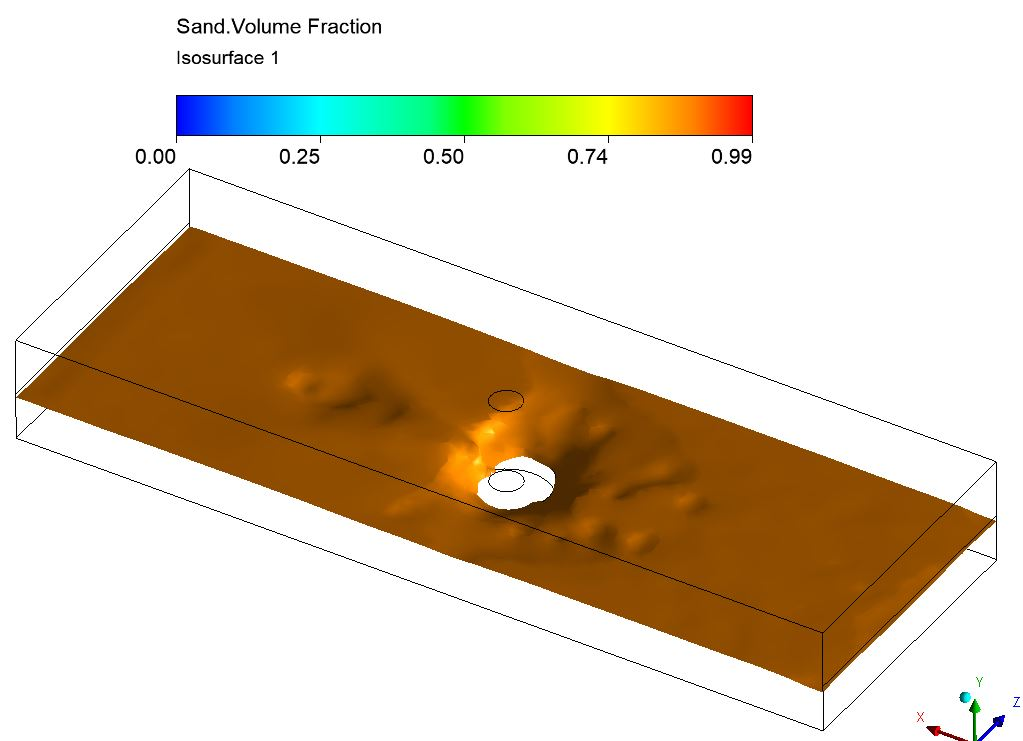 Sand.Volume Fraction
Isosurface 1
0.00 0.25 0.50 0.74 0.99
Y
X Z